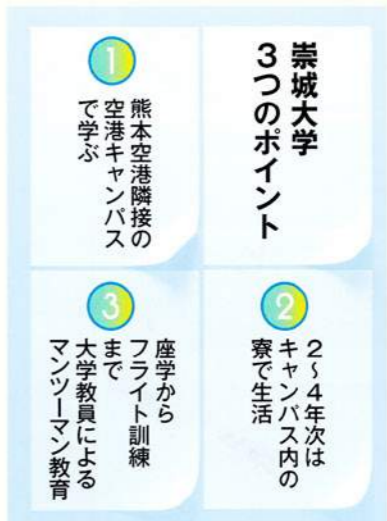 崇城大学
3つのポイント
1
熊本空港隣接の
空港キャンパス
で学ぶ
2
2〜4年次は
キャンパス内の
寮で生活
3
座学から
フライト訓練
まで
大学教員による
マンツーマン教育